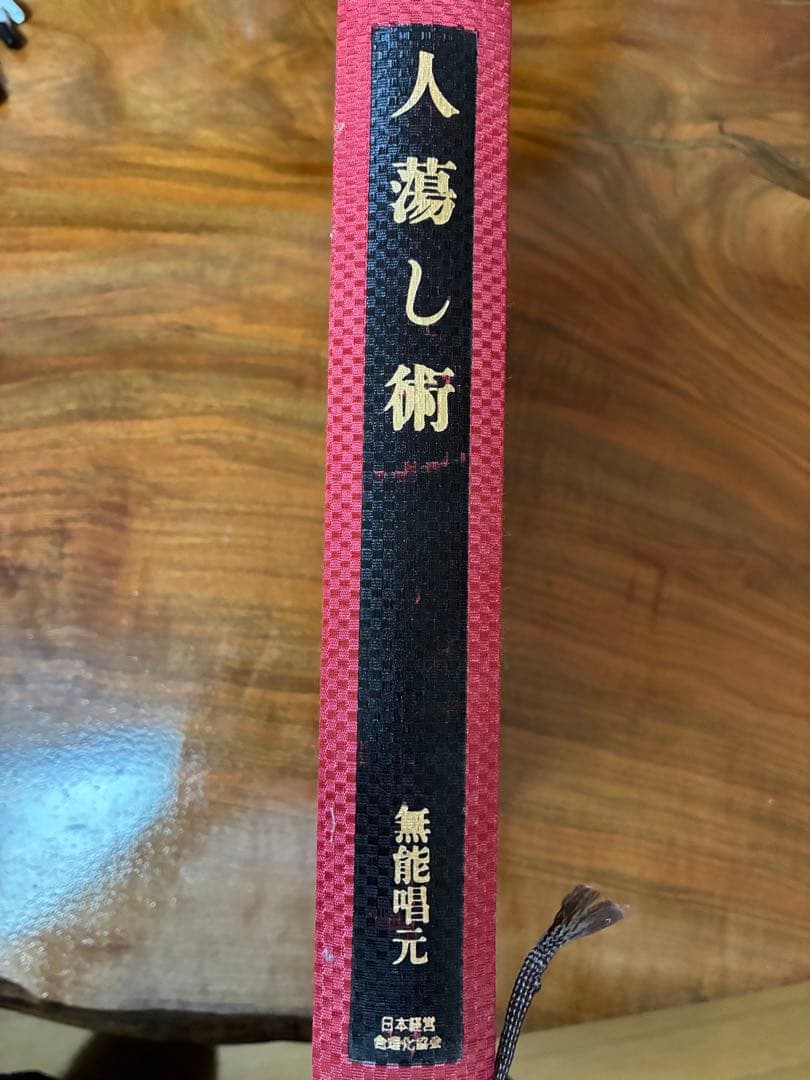 人蕩し術
無能唱元
日本経営
合理化協会